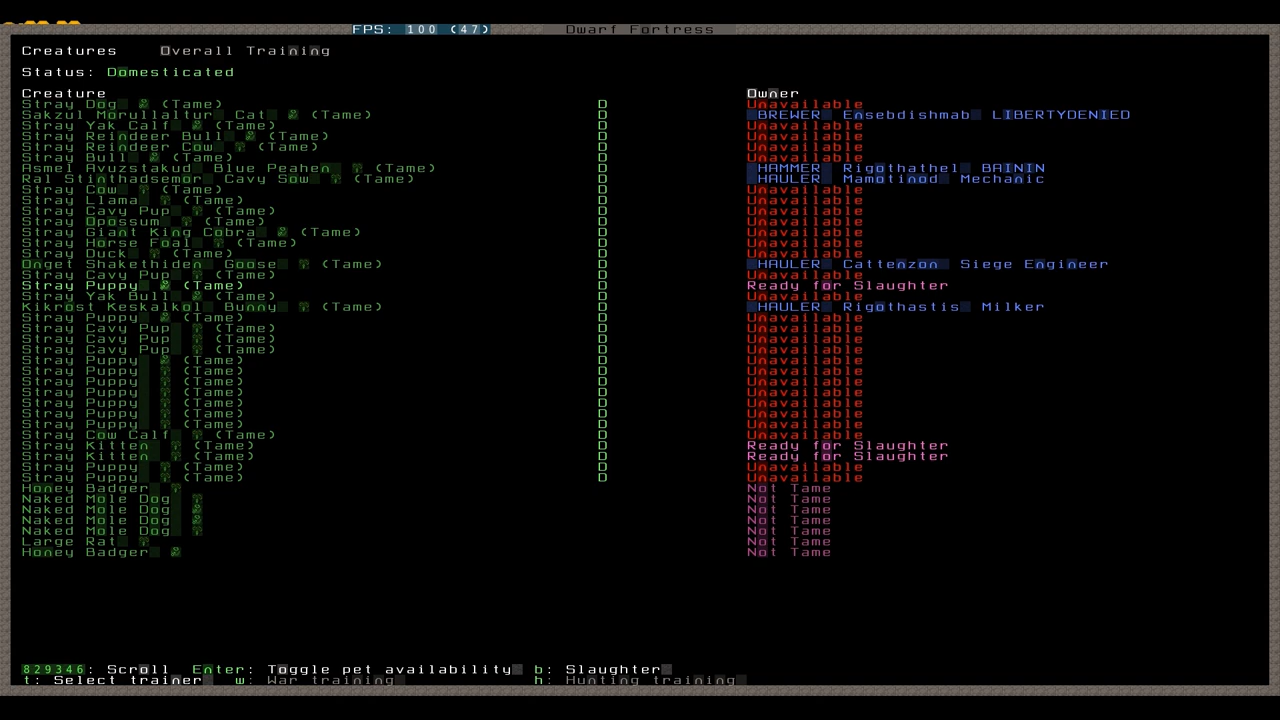 FPS: 100 (47) Dwarf Fortress
Creatures Overall Training
Status: Domesticated
Creature Owner
Stray Dog (Tame) D Unavailable
Sakzul Morullaltur Cat (Tame) D BREWER Ensebdishmab LIBERTYDENIED
Stray Yak Calf (Tame) D Unavailable
Stray Reindeer Bull (Tame) D Unavailable
Stray Reindeer Cow (Tame) D Unavailable
Stray Bull (Tame) D Unavailable
Asmel Avuzstakud Blue Peahen (Tame) D HAMMER Rigothathel BAININ
Ral Stinthadsemor Cavy Sow (Tame) D HAULER Mamotinod Mechanic
Stray Cow (Tame) D Unavailable
Stray Llama (Tame) D Unavailable
Stray Cavy Pup (Tame) D Unavailable
Stray Opossum (Tame) D Unavailable
Stray Giant King Cobra (Tame) D Unavailable
Stray Horse Foal (Tame) D Unavailable
Stray Duck (Tame) D Unavailable
Onget Shakethiden Goose (Tame) D HAULER Cattenzon Siege Engineer
Stray Cavy Pup (Tame) D Unavailable
Stray Puppy (Tame) D Ready for Slaughter
Stray Yak Bull (Tame) D Unavailable
Kikrost Keskalkol Bunny (Tame) D HAULER Rigothastis Milker
Stray Puppy (Tame) D Unavailable
Stray Cavy Pup (Tame) D Unavailable
Stray Cavy Pup (Tame) D Unavailable
Stray Cavy Pup (Tame) D Unavailable
Stray Puppy (Tame) D Unavailable
Stray Puppy (Tame) D Unavailable
Stray Puppy (Tame) D Unavailable
Stray Puppy (Tame) D Unavailable
Stray Puppy (Tame) D Unavailable
Stray Puppy (Tame) D Unavailable
Stray Puppy (Tame) D Unavailable
Stray Cow Calf (Tame) D Unavailable
Stray Kitten (Tame) D Ready for Slaughter
Stray Kitten (Tame) D Ready for Slaughter
Stray Puppy (Tame) D Unavailable
Stray Puppy (Tame) D Unavailable
Honey Badger Not Tame
Naked Mole Dog Not Tame
Naked Mole Dog Not Tame
Naked Mole Dog Not Tame
Naked Mole Dog Not Tame
Large Rat Not Tame
Honey Badger Not Tame
829346: Scroll Enter: Toggle pet availability b: Slaughter
t: Select trainer w: War training h: Hunting training